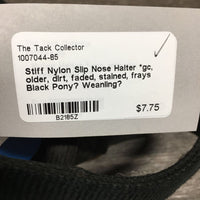 The Tack Collector
1007044-85
Stiff Nylon Slip Nose Halter *gc,
older, dirt, faded, stained, frays
Black Pony? Weanling?
$7.75
B2185Z